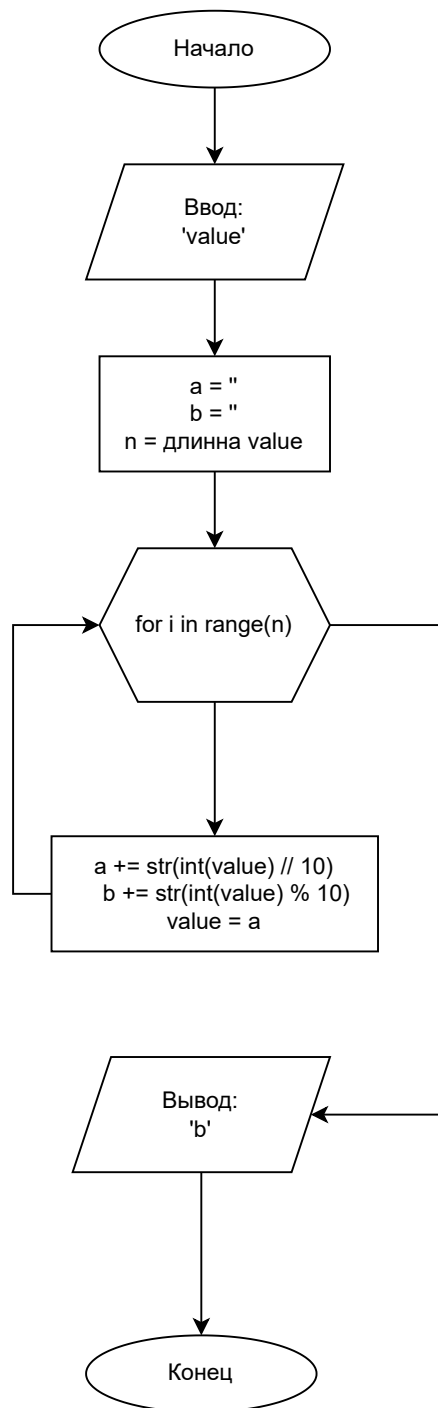 Начало
Ввод:
'value'
a = ''
b = ''
n = длинна value
for i in range(n)
a += str(int(value) // 10)
b += str(int(value) % 10)
value = a
Вывод:
'b'
Конец